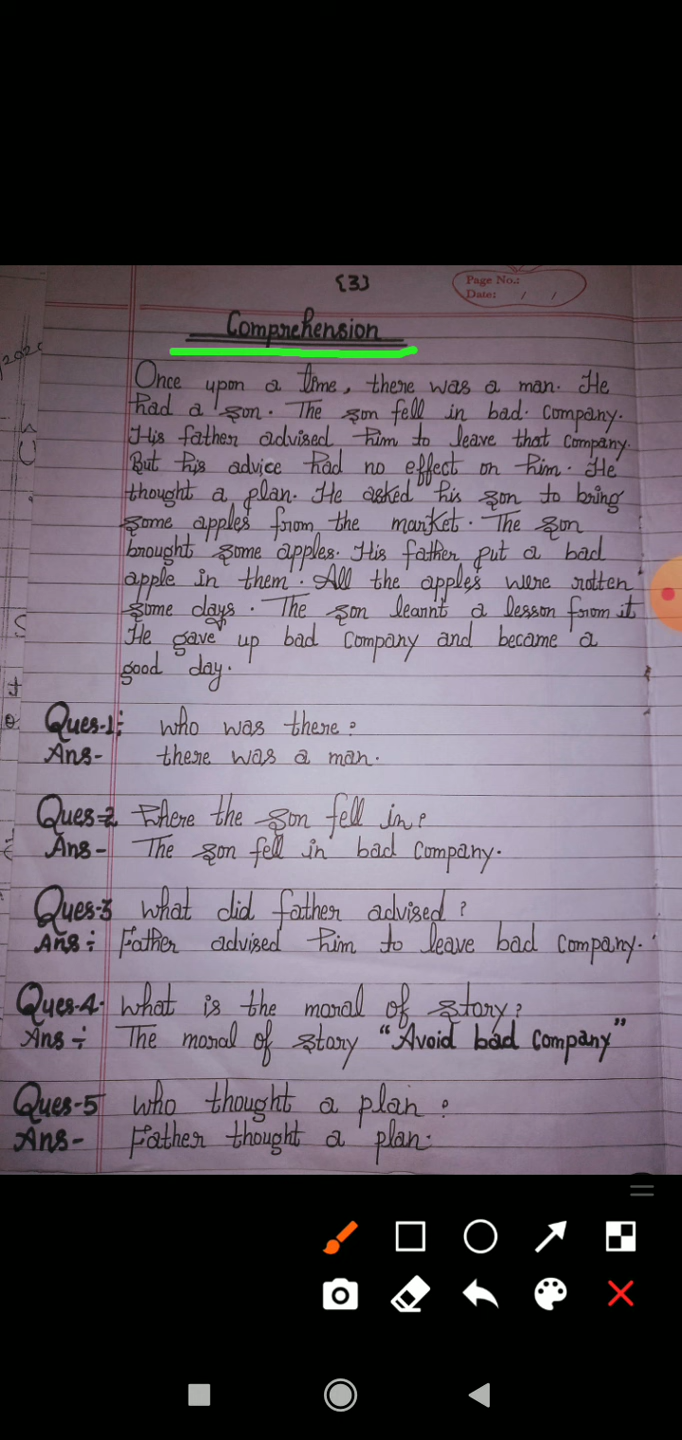 {3}
Page No.:
Date: / /
Comprehension
Once upon a time, there was a man. He
had a son. The son fell in bad. Company.
His father advised him to leave that Company.
But his advice had no effect on him. He
thought a plan. He asked his son to bring
some apples from the market. The son
brought some apples. His father put a bad
apple in them. All the apples were rotten
some days. The son learnt a lesson from it
He gave up bad Company and became a
good day.
Ques-1: who was there?
Ans- there was a man.
Ques-2 Where the son fell in?
Ans- The son fell in bad Company.
Ques-3 what did father advised?
Ans: Father advised him to leave bad Company.
Ques-4. what is the moral of story?
Ans ÷ The moral of story "Avoid bad Company"
Ques-5 who thought a plan?
Ans- Father thought a plan.